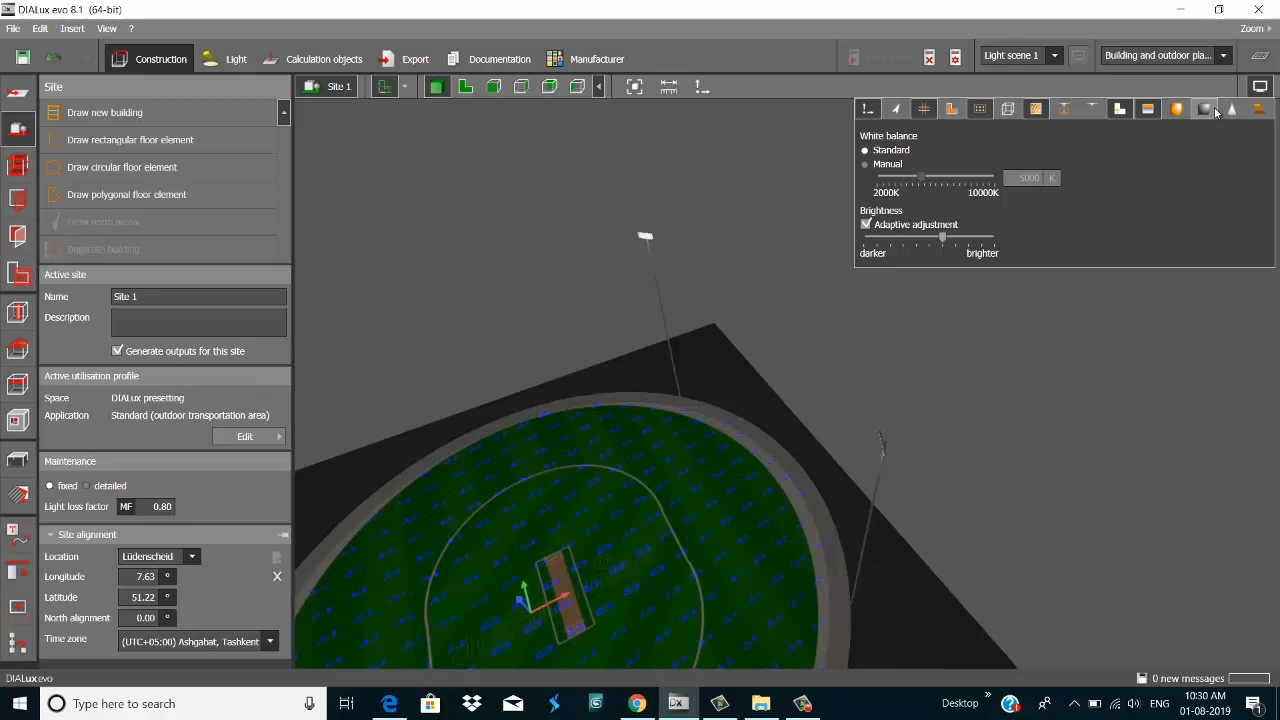 DIALux evo 8.1 (64-bit)
File Edit Insert View ?
Zoom
Construction Light Calculation objects Export Documentation Manufacturer
Light scene 1 Building and outdoor pla...
Site
Site 1
Draw new building
Draw rectangular floor element
Draw circular floor element
Draw polygonal floor element
Draw north arrow
Duplicate building
White balance
Standard
Manual
5000 K
2000K 10000K
Brightness
Adaptive adjustment
darker brighter
Active site
Name Site 1
Description
Generate outputs for this site
Active utilisation profile
Space DIALux presetting
Application Standard (outdoor transportation area)
Edit
Maintenance
fixed detailed
Light loss factor MF 0.80
Site alignment
Location Lüdenscheid
Longitude 7.63 °
Latitude 51.22 °
North alignment 0.00 °
Time zone (UTC+05:00) Ashgabat, Tashkent
DIALux evo
0 new messages
Type here to search
Desktop
ENG
10:30 AM
01-08-2019